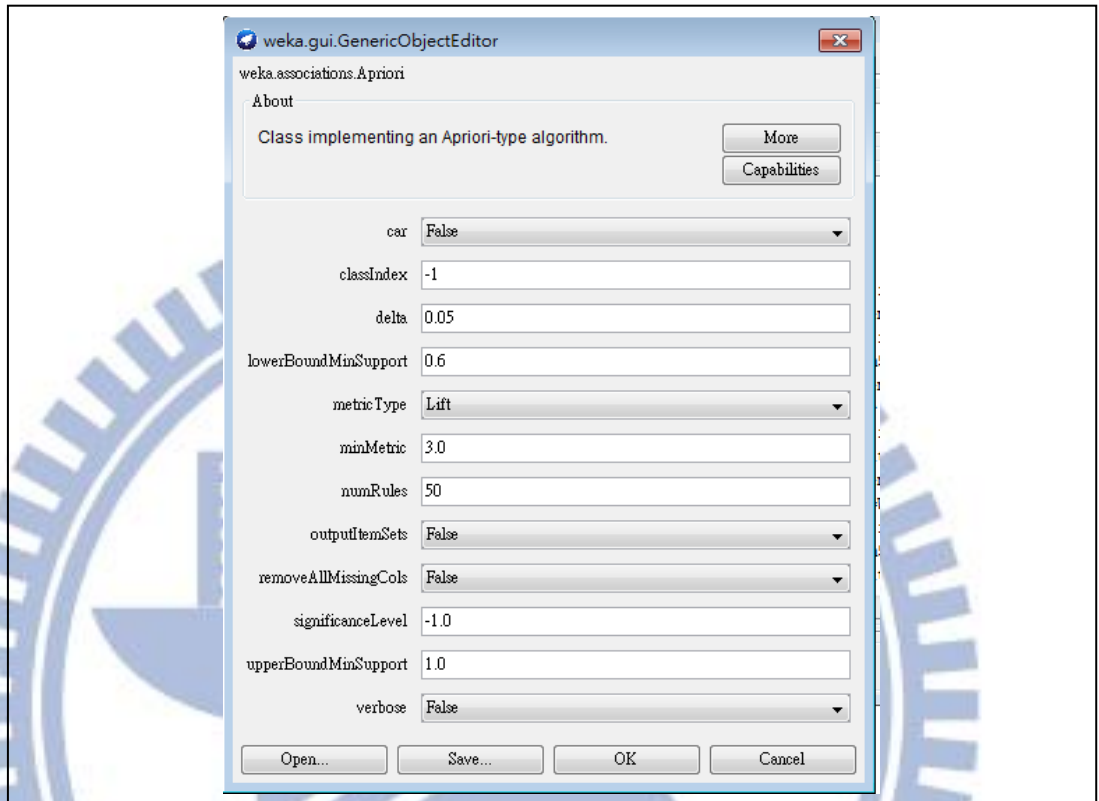 weka.gui.GenericObjectEditor
weka.associations.Apriori
About
Class implementing an Apriori-type algorithm.
More
Capabilities
car False
classIndex -1
delta 0.05
lowerBoundMinSupport 0.6
metricType Lift
minMetric 3.0
numRules 50
outputItemSets False
removeAllMissingCols False
significanceLevel -1.0
upperBoundMinSupport 1.0
verbose False
Open... Save... OK Cancel